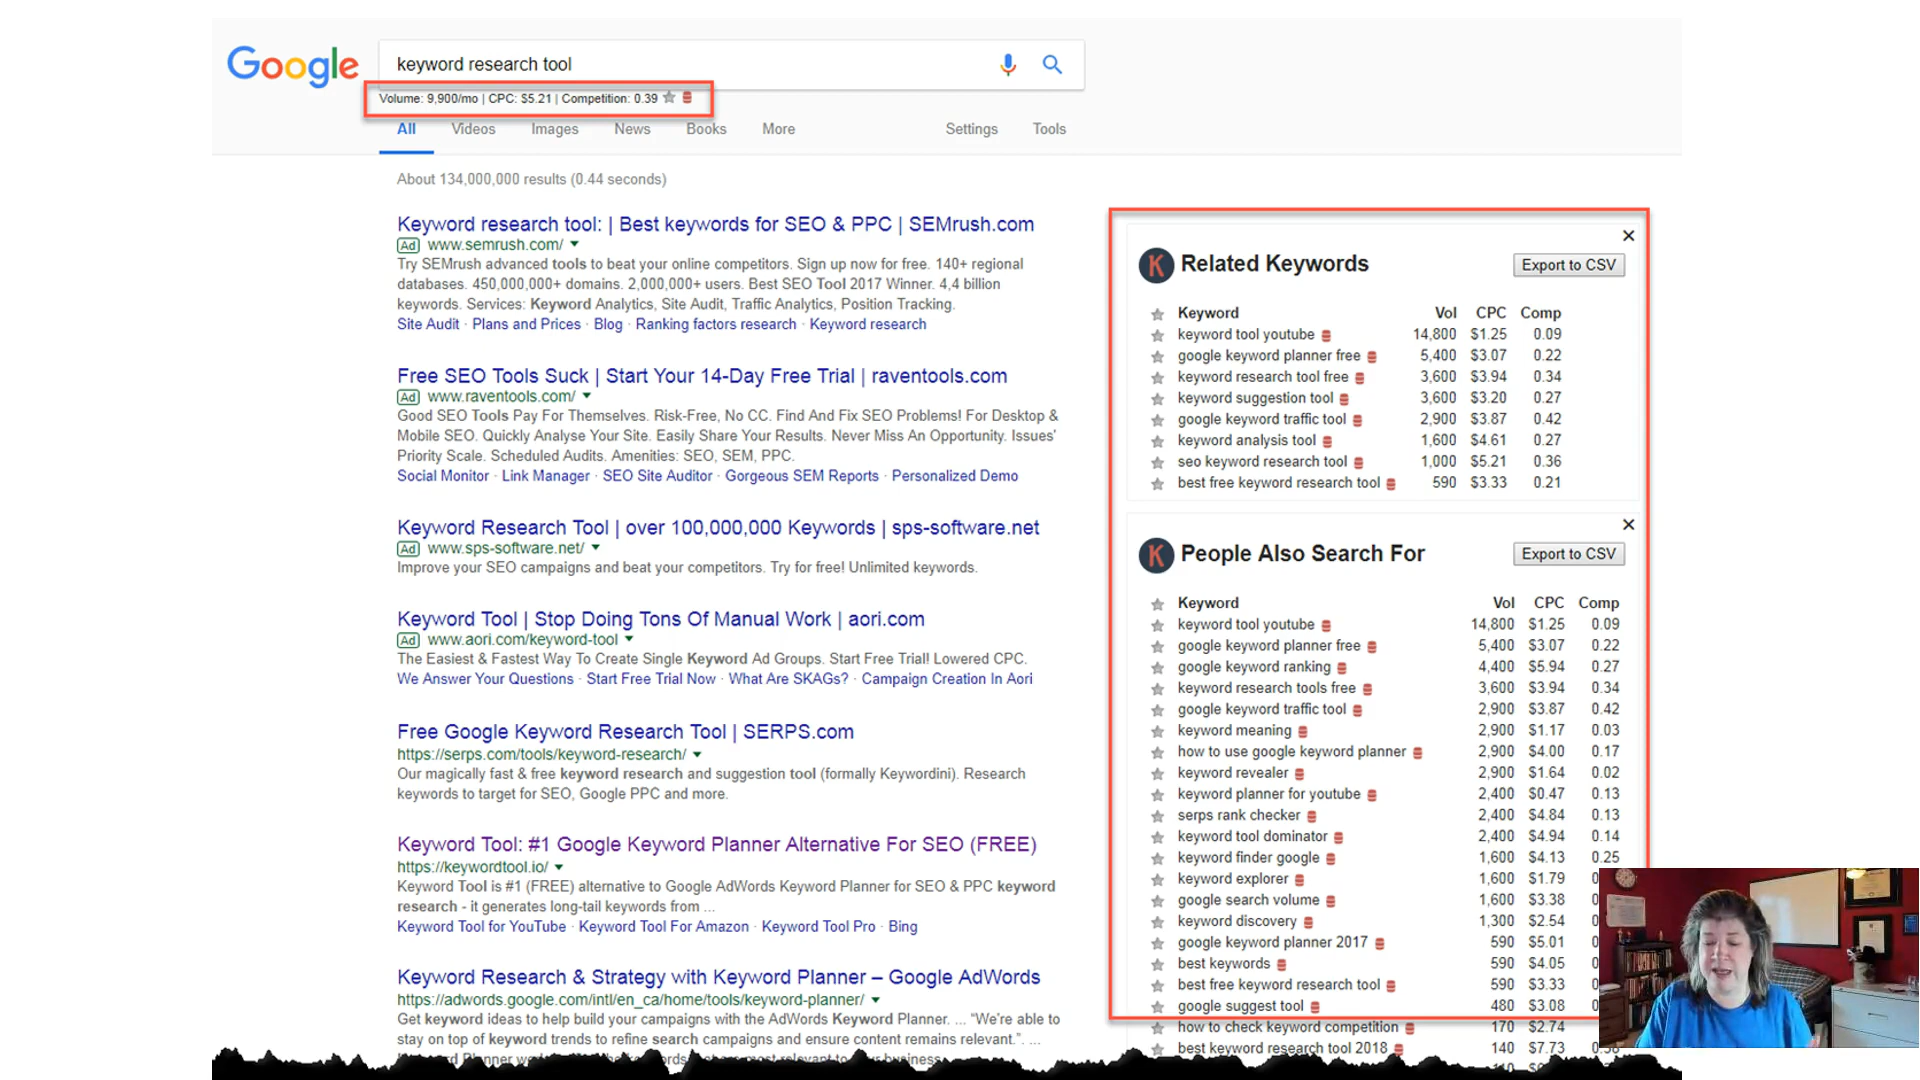 Google
keyword research tool
Volume: 9,900/mo | CPC: $5.21 | Competition: 0.39
All Videos Images News Books More Settings Tools
About 134,000,000 results (0.44 seconds)
Keyword research tool: | Best keywords for SEO & PPC | SEMrush.com
Ad www.semrush.com/
Try SEMrush advanced tools to beat your online competitors. Sign up now for free. 140+ regional
databases. 450,000,000+ domains. 2,000,000+ users. Best SEO Tool 2017 Winner. 4,4 billion
keywords. Services: Keyword Analytics, Site Audit, Traffic Analytics, Position Tracking.
Site Audit · Plans and Prices · Blog · Ranking factors research · Keyword research
Free SEO Tools Suck | Start Your 14-Day Free Trial | raventools.com
Ad www.raventools.com/
Good SEO Tools Pay For Themselves. Risk-Free, No CC. Find And Fix SEO Problems! For Desktop &
Mobile SEO. Quickly Analyse Your Site. Easily Share Your Results. Never Miss An Opportunity. Issues'
Priority Scale. Scheduled Audits. Amenities: SEO, SEM, PPC.
Social Monitor · Link Manager · SEO Site Auditor · Gorgeous SEM Reports · Personalized Demo
Keyword Research Tool | over 100,000,000 Keywords | sps-software.net
Ad www.sps-software.net/
Improve your SEO campaigns and beat your competitors. Try for free! Unlimited keywords.
Keyword Tool | Stop Doing Tons Of Manual Work | aori.com
Ad www.aori.com/keyword-tool
The Easiest & Fastest Way To Create Single Keyword Ad Groups. Start Free Trial! Lowered CPC.
We Answer Your Questions · Start Free Trial Now · What Are SKAGs? · Campaign Creation In Aori
Free Google Keyword Research Tool | SERPS.com
https://serps.com/tools/keyword-research/
Our magically fast & free keyword research and suggestion tool (formally Keywordini). Research
keywords to target for SEO, Google PPC and more.
Keyword Tool: #1 Google Keyword Planner Alternative For SEO (FREE)
https://keywordtool.io/
Keyword Tool is #1 (FREE) alternative to Google AdWords Keyword Planner for SEO & PPC keyword
research - it generates long-tail keywords from ...
Keyword Tool for YouTube · Keyword Tool For Amazon · Keyword Tool Pro · Bing
Keyword Research & Strategy with Keyword Planner – Google AdWords
https://adwords.google.com/intl/en_ca/home/tools/keyword-planner/
Get keyword ideas to help build your campaigns with the AdWords Keyword Planner. ... “We're able to
stay on top of keyword trends to refine search campaigns and ensure content remains relevant.”. ...
K Related Keywords Export to CSV
Keyword Vol CPC Comp
keyword tool youtube 14,800 $1.25 0.09
google keyword planner free 5,400 $3.07 0.22
keyword research tool free 3,600 $3.94 0.34
keyword suggestion tool 3,600 $3.20 0.27
google keyword traffic tool 2,900 $3.87 0.42
keyword analysis tool 1,600 $4.61 0.27
seo keyword research tool 1,000 $5.21 0.36
best free keyword research tool 590 $3.33 0.21
K People Also Search For Export to CSV
Keyword Vol CPC Comp
keyword tool youtube 14,800 $1.25 0.09
google keyword planner free 5,400 $3.07 0.22
google keyword ranking 4,400 $5.94 0.27
keyword research tools free 3,600 $3.94 0.34
google keyword traffic tool 2,900 $3.87 0.42
keyword meaning 2,900 $1.17 0.03
how to use google keyword planner 2,900 $4.00 0.17
keyword revealer 2,900 $1.64 0.02
keyword planner for youtube 2,400 $0.47 0.13
serps rank checker 2,400 $4.84 0.13
keyword tool dominator 2,400 $4.94 0.14
keyword finder google 1,600 $4.13 0.25
keyword explorer 1,600 $1.79
google search volume 1,600 $3.38
keyword discovery 1,300 $2.54
google keyword planner 2017 590 $5.01
best keywords 590 $4.05
best free keyword research tool 590 $3.33
google suggest tool 480 $3.08
how to check keyword competition 170 $2.74
best keyword research tool 2018 140 $7.73